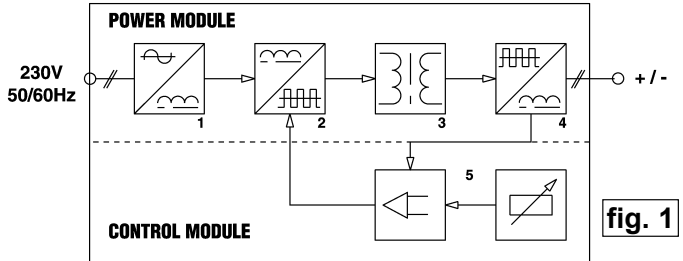 POWER MODULE
230V
50/60Hz
1
2
3
4
+ / -
5
CONTROL MODULE
fig. 1